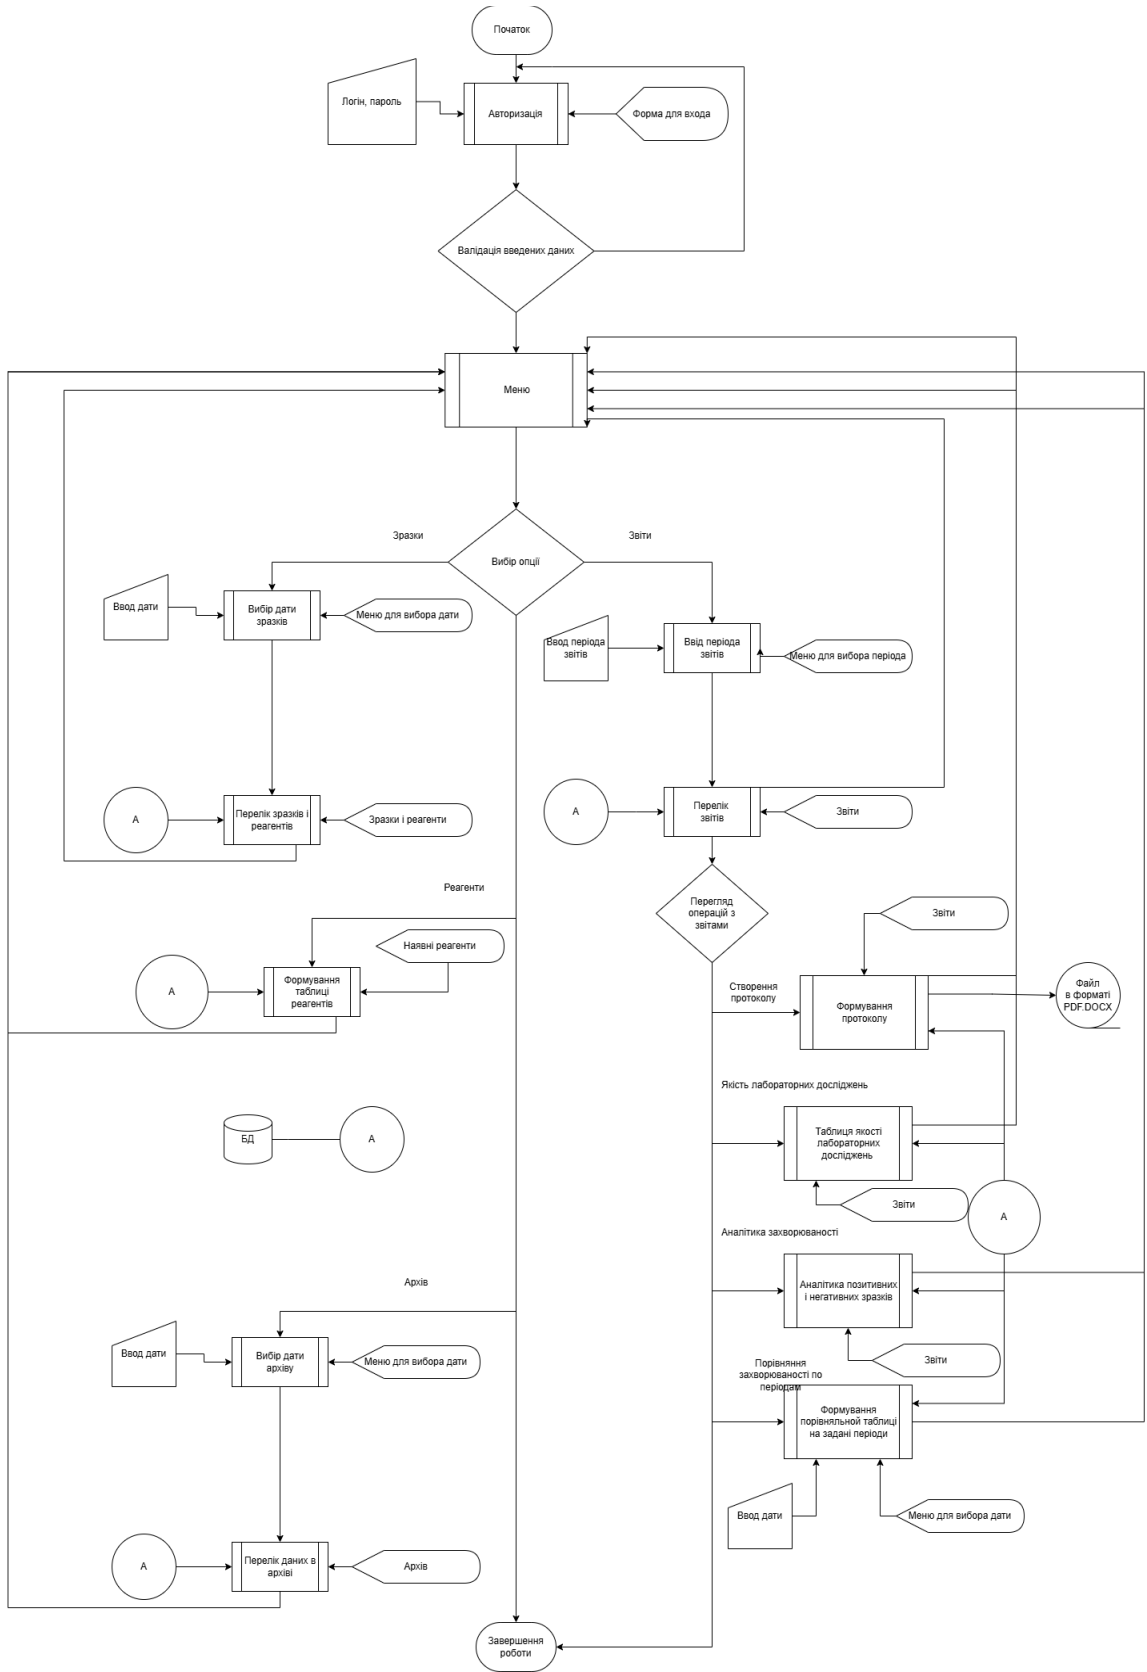 Початок
Логін, пароль
Авторизація
Форма для входа
Валідація введених даних
Меню
Зразки
Звіти
Вибір опції
Ввод дати
Вибір дати
зразків
Меню для вибора дати
Ввод періода
звітів
Ввід періода
звітів
Меню для вибора періода
А
Перелік зразків і
реагентів
Зразки і реагенти
А
Перелік
звітів
Звіти
Реагенти
Перегляд
операцій з
звітами
Звіти
Наявні реагенти
А
Формування
таблиці
реагентів
Створення
протоколу
Формування
протоколу
Файл
в форматі
PDF.DOCX
Якість лабораторних досліджень
БД
А
Таблиця якості
лабораторних
досліджень
Звіти
А
Аналітика захворюваності
Архів
Аналітика позитивних
і негативних зразків
Ввод дати
Вибір дати
архіву
Меню для вибора дати
Звіти
Порівняння
захворюваності по
періодам
Формування
порівняльної таблиці
на задані періоди
Ввод дати
Меню для вибора дати
А
Перелік даних в
архіві
Архів
Завершення
роботи